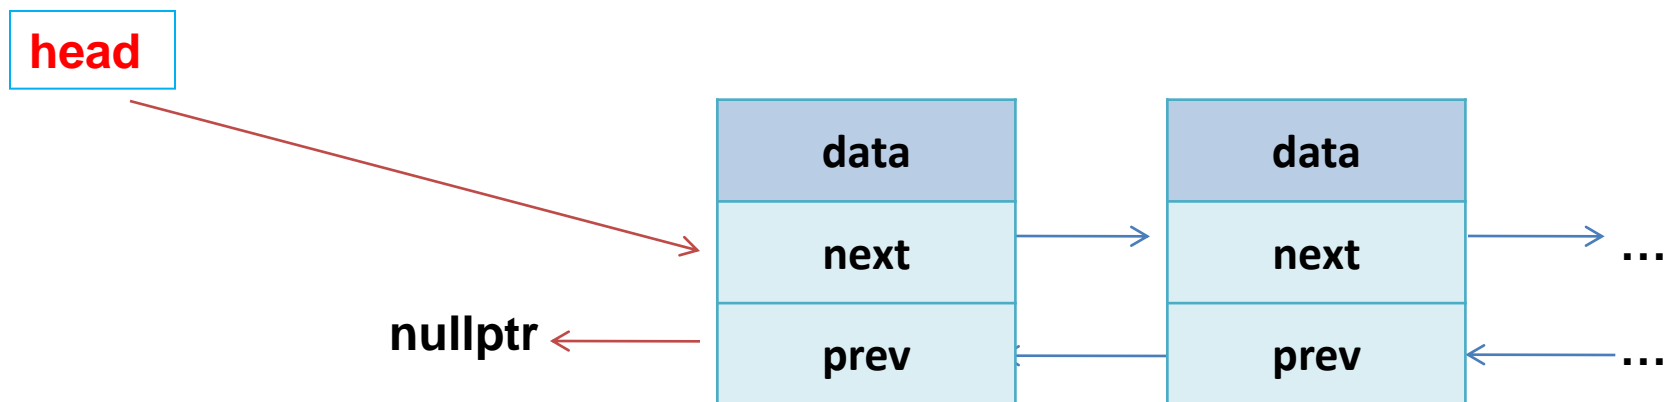 head
data data
next next ...
nullptr prev prev ...